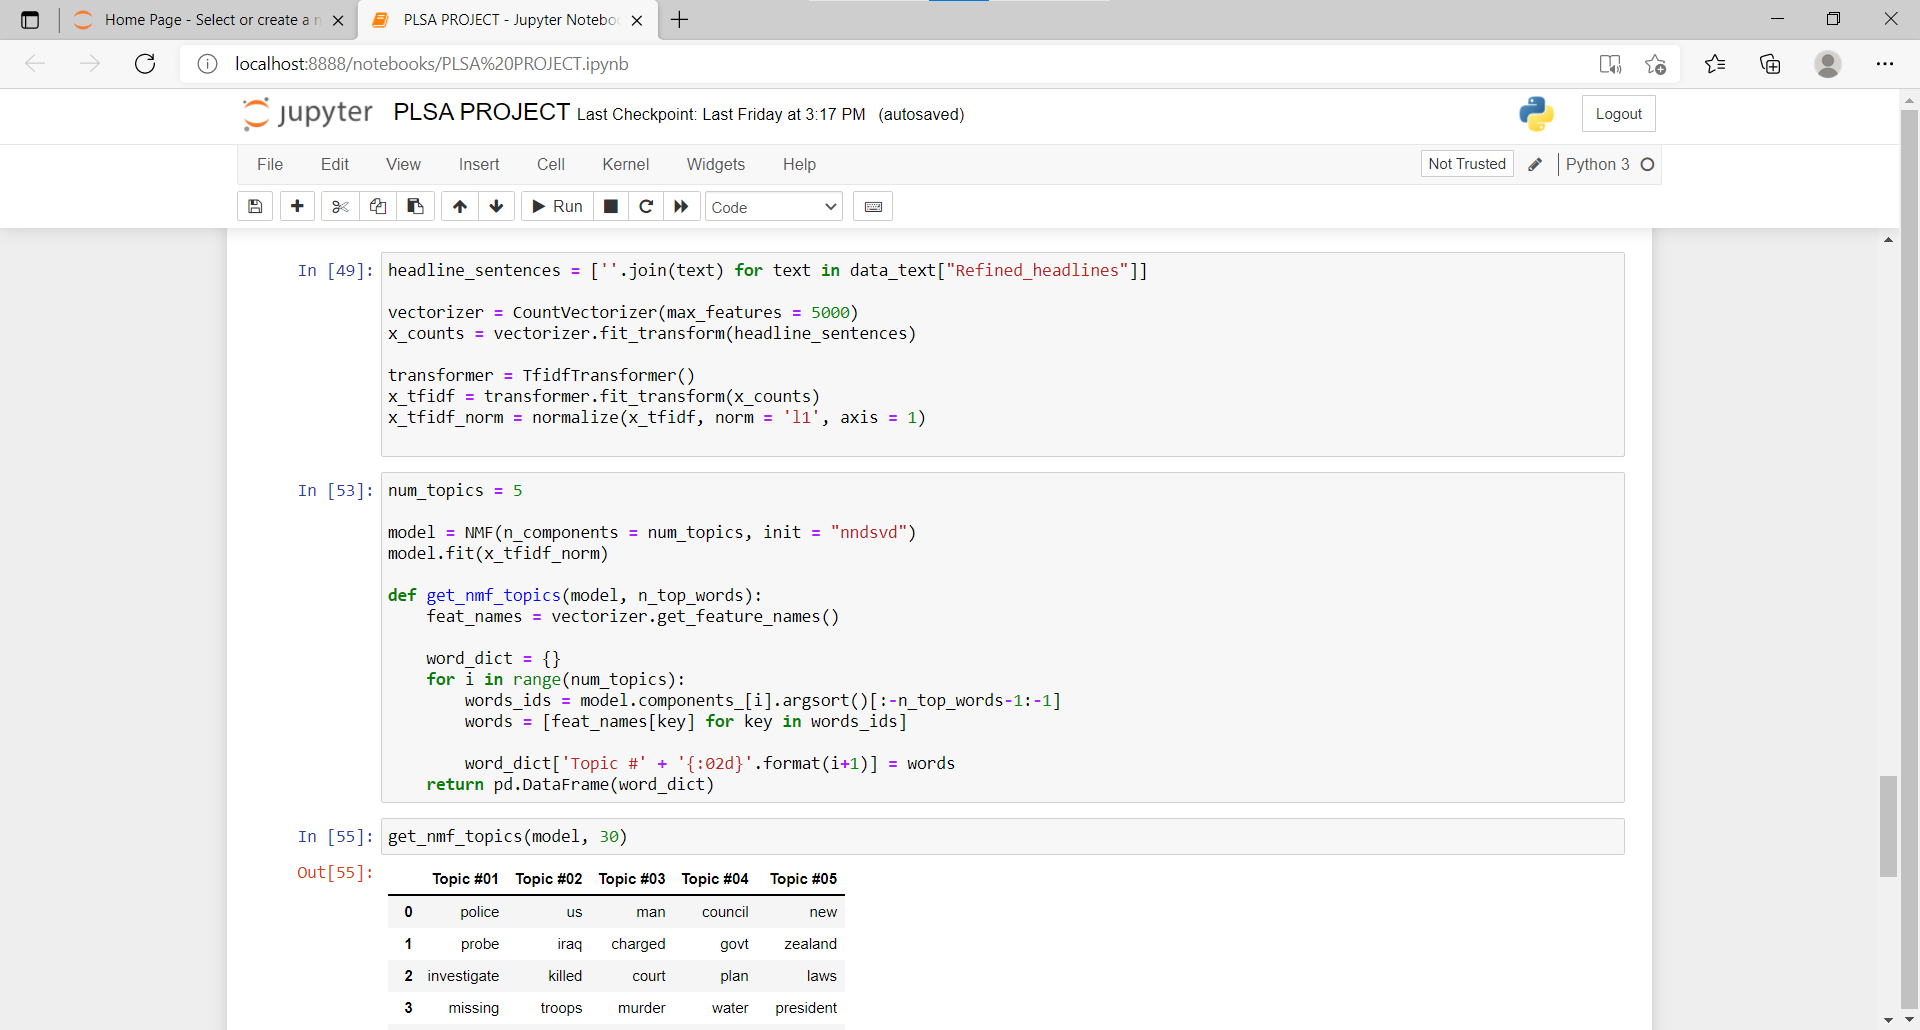 Home Page - Select or create a n
PLSA PROJECT - Jupyter Notebo
localhost:8888/notebooks/PLSA%20PROJECT.ipynb
jupyter PLSA PROJECT Last Checkpoint: Last Friday at 3:17 PM (autosaved)
Logout
File Edit View Insert Cell Kernel Widgets Help
Not Trusted
Python 3
Run
Code
In [49]:
headline_sentences = [''.join(text) for text in data_text["Refined_headlines"]]
vectorizer = CountVectorizer(max_features = 5000)
x_counts = vectorizer.fit_transform(headline_sentences)
transformer = TfidfTransformer()
x_tfidf = transformer.fit_transform(x_counts)
x_tfidf_norm = normalize(x_tfidf, norm = 'l1', axis = 1)
In [53]:
num_topics = 5
model = NMF(n_components = num_topics, init = "nndsvd")
model.fit(x_tfidf_norm)
def get_nmf_topics(model, n_top_words):
    feat_names = vectorizer.get_feature_names()
    word_dict = {}
    for i in range(num_topics):
        words_ids = model.components_[i].argsort()[:-n_top_words-1:-1]
        words = [feat_names[key] for key in words_ids]
        word_dict['Topic #' + '{:02d}'.format(i+1)] = words
    return pd.DataFrame(word_dict)
In [55]:
get_nmf_topics(model, 30)
Out[55]:
Topic #01 Topic #02 Topic #03 Topic #04 Topic #05
0 police us man council new
1 probe iraq charged govt zealand
2 investigate killed court plan laws
3 missing troops murder water president